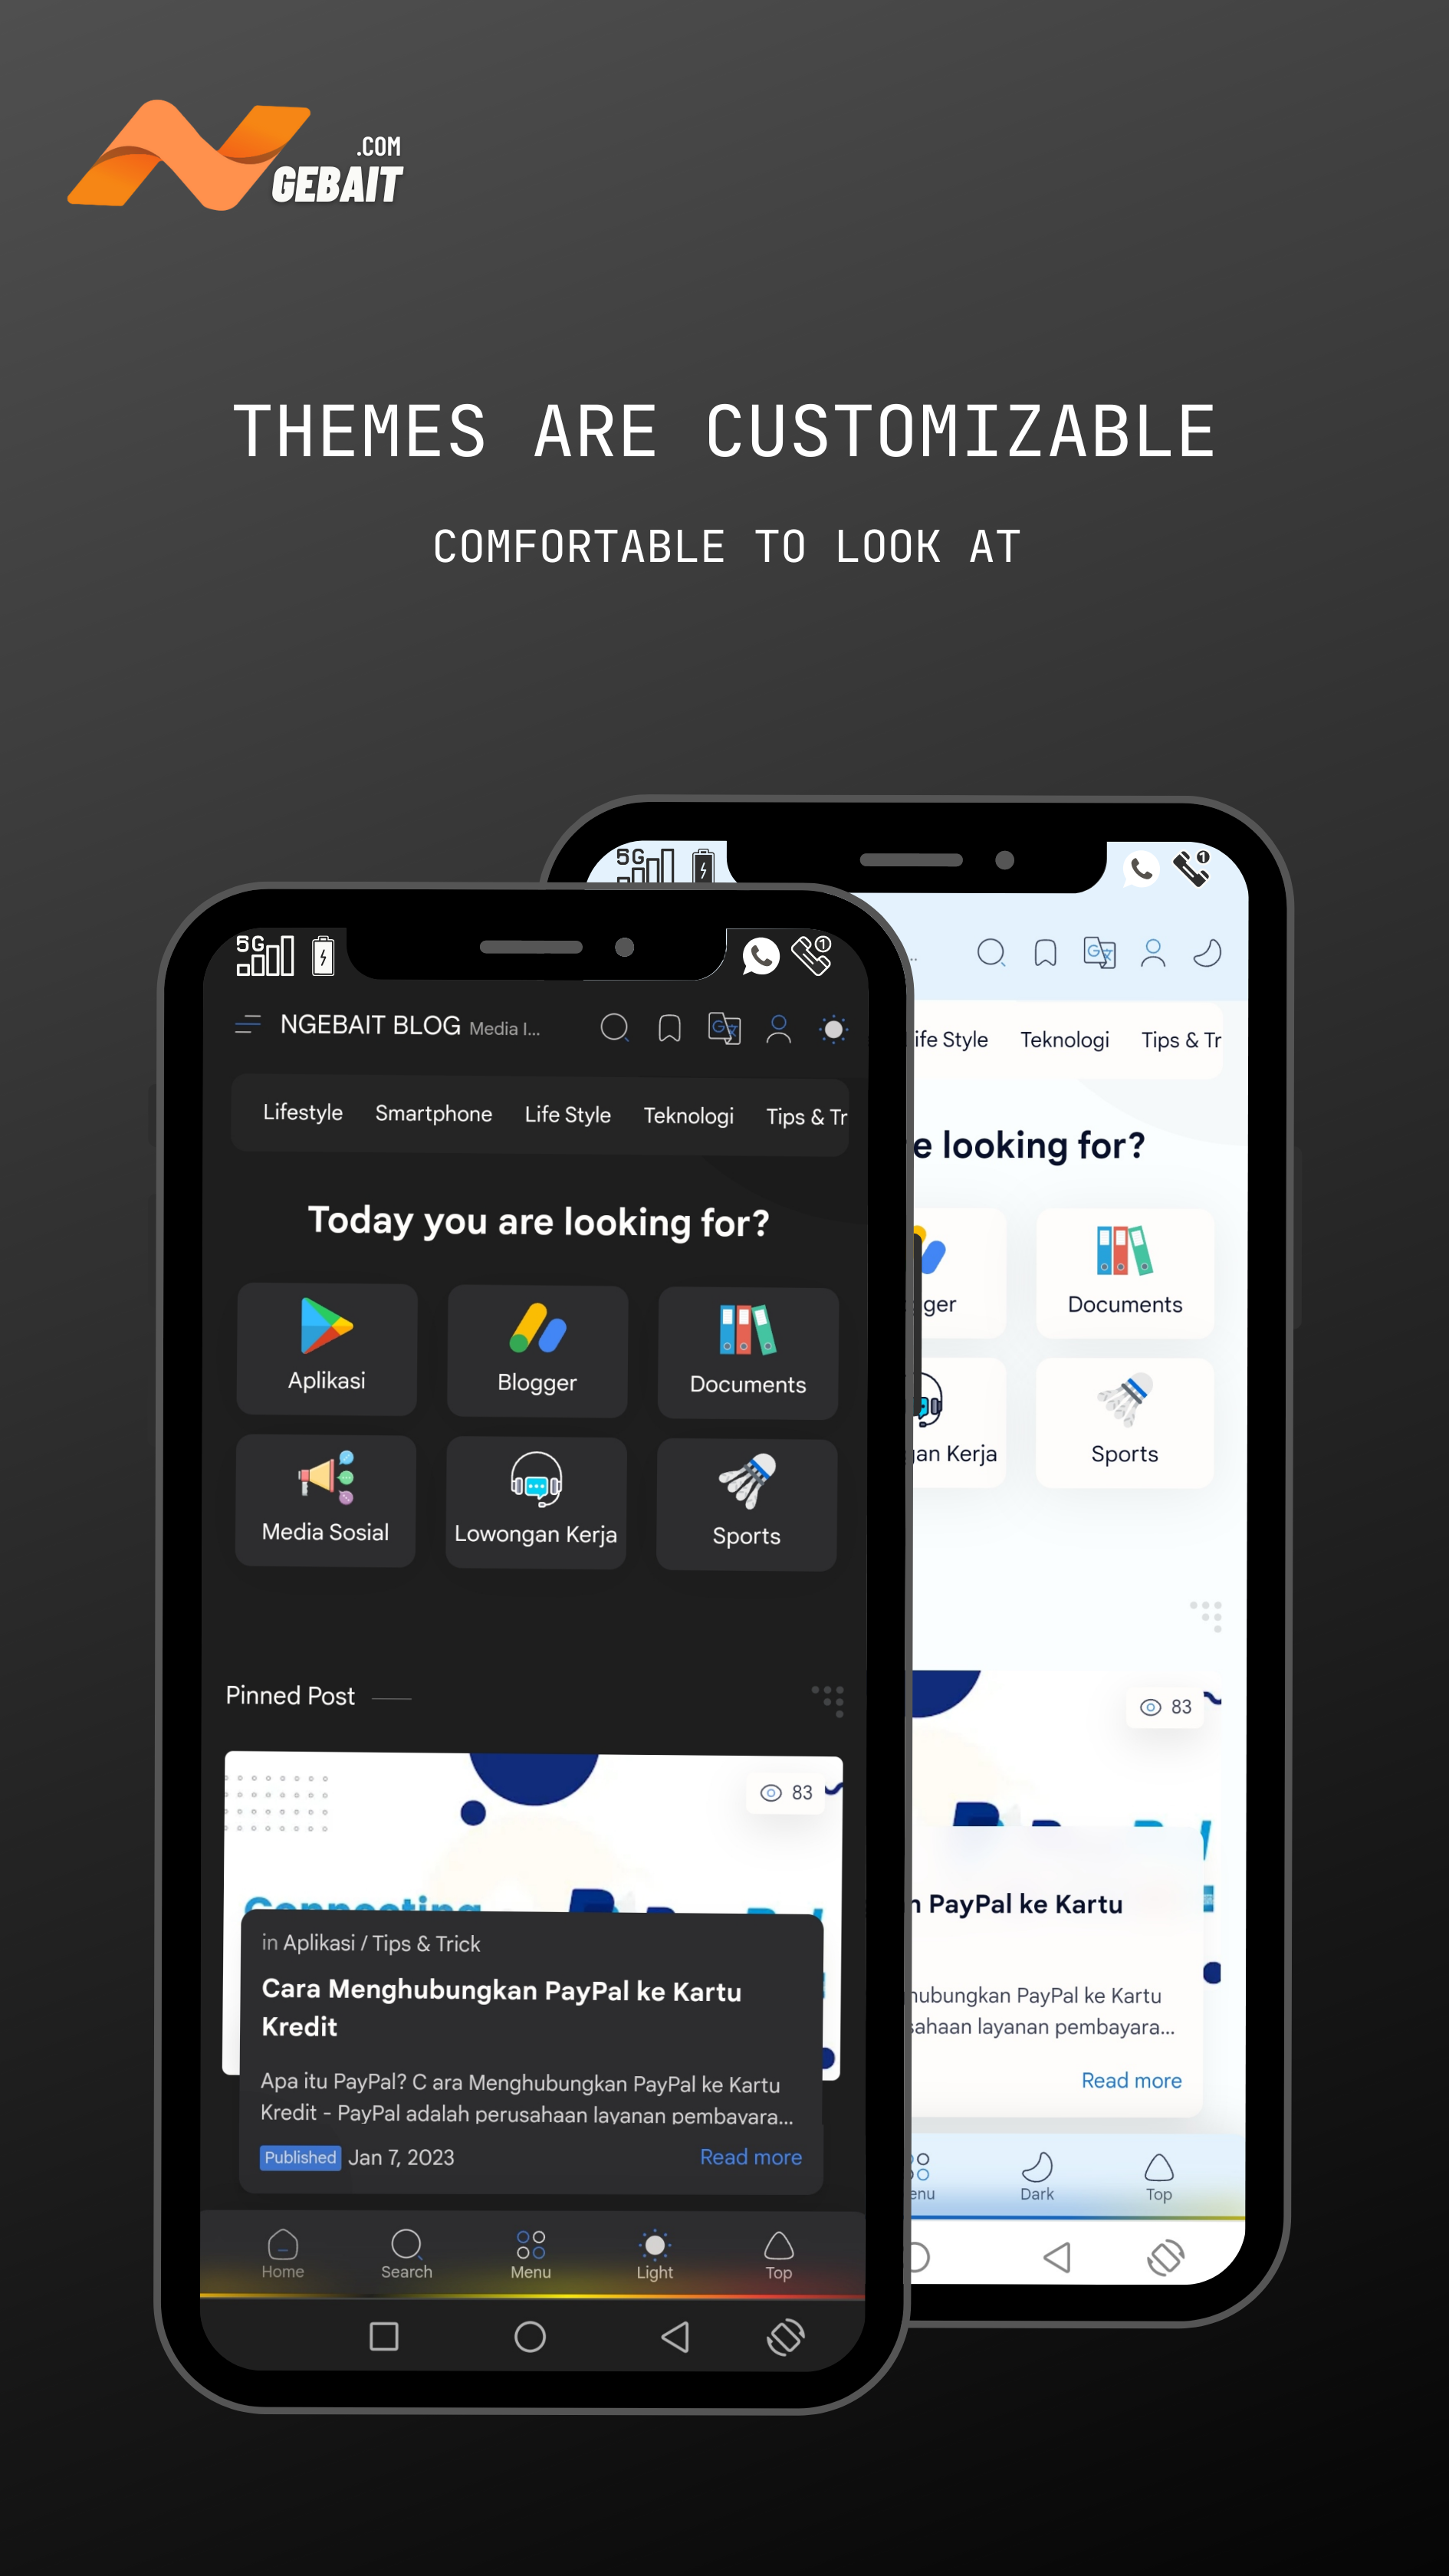 .COM
GEBAIT
THEMES ARE CUSTOMIZABLE
COMFORTABLE TO LOOK AT
5G
1
NGEBAIT BLOG Media I...
Lifestyle Smartphone Life Style Teknologi Tips & Tr
Today you are looking for?
Aplikasi Blogger Documents
Media Sosial Lowongan Kerja Sports
Pinned Post
83
Connecting
in Aplikasi / Tips & Trick
Cara Menghubungkan PayPal ke Kartu
Kredit
Apa itu PayPal? C ara Menghubungkan PayPal ke Kartu
Kredit - PayPal adalah perusahaan layanan pembayara...
Published Jan 7, 2023 Read more
Home Search Menu Light Top
5G
1
ife Style Teknologi Tips & Tr
e looking for?
ger Documents
an Kerja Sports
83
n PayPal ke Kartu
hubungkan PayPal ke Kartu
sahaan layanan pembayara...
Read more
enu Dark Top